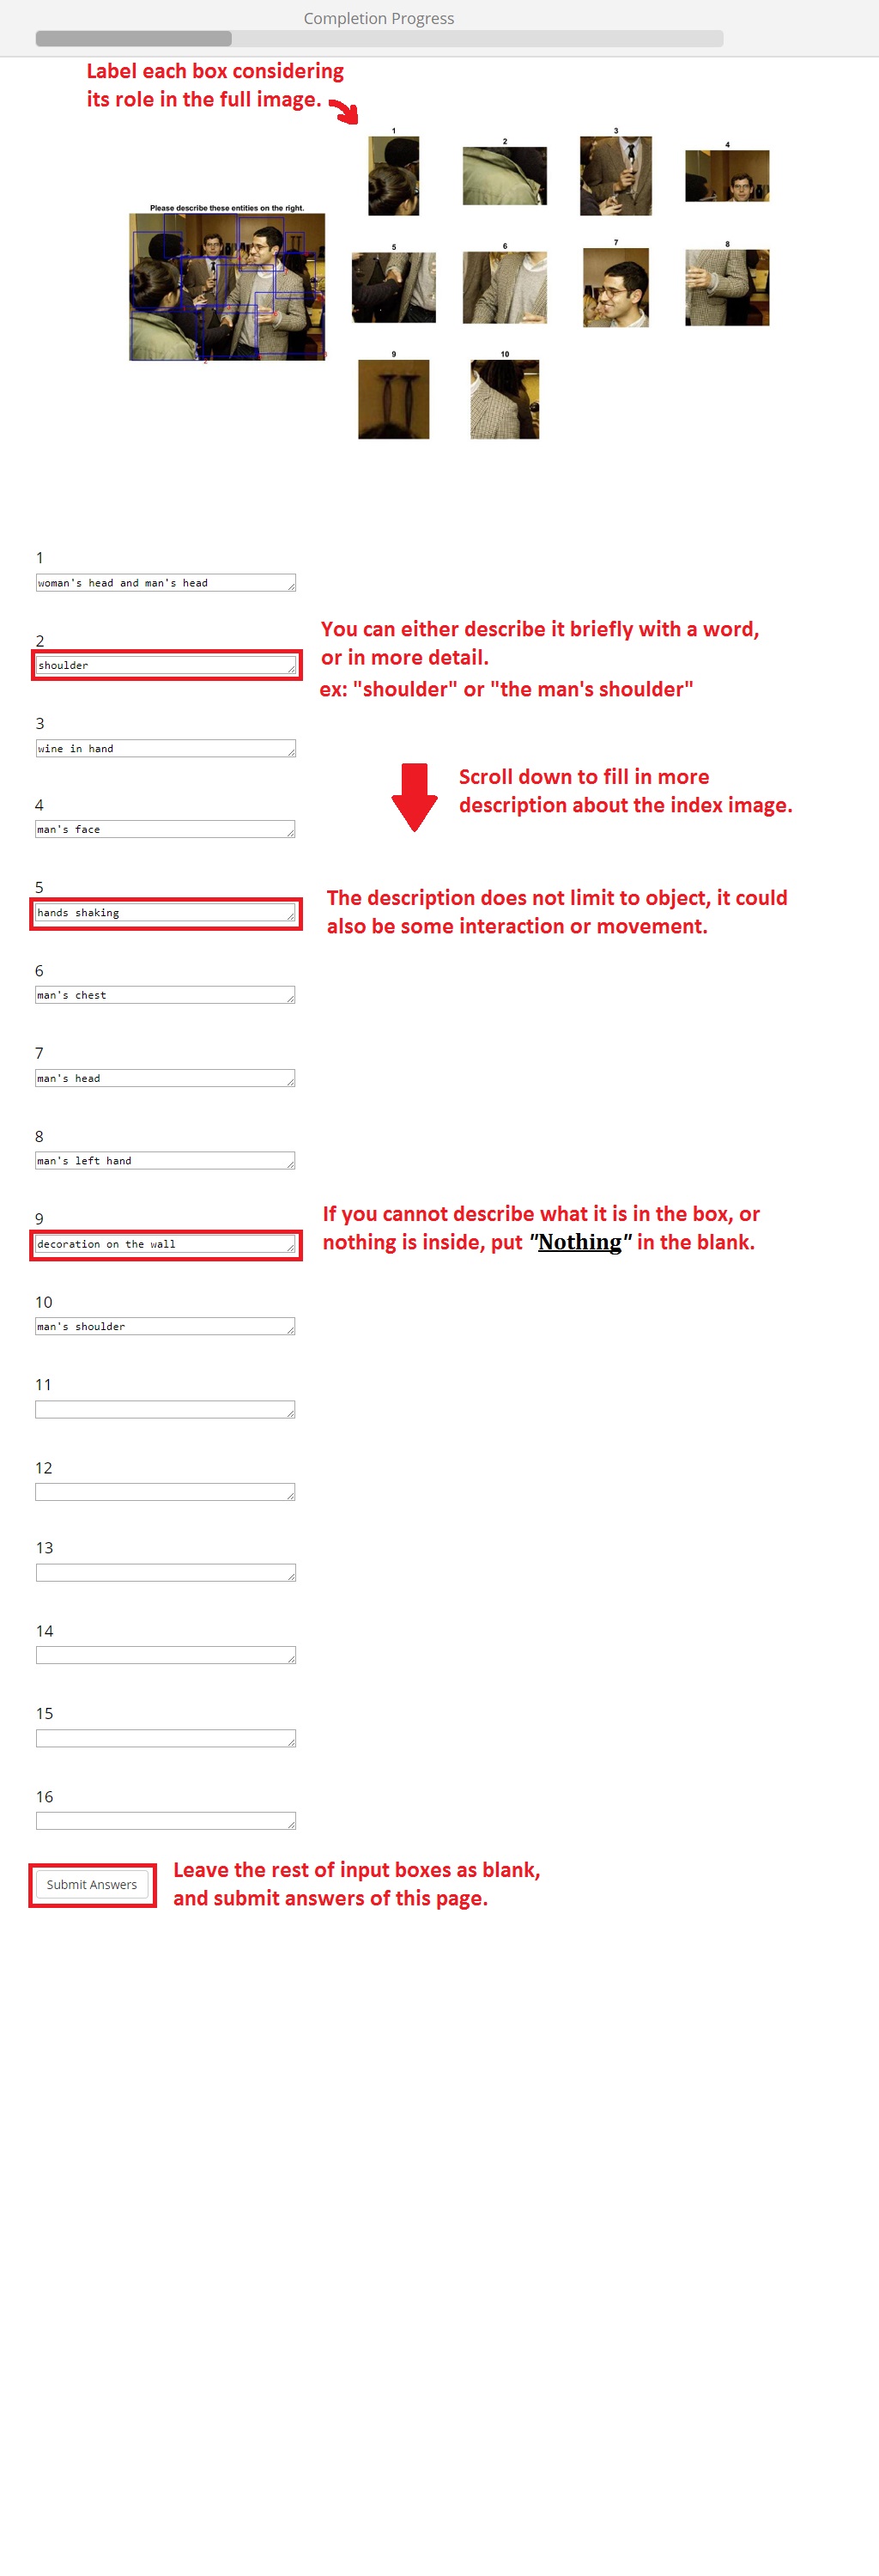 Completion Progress
Label each box considering
its role in the full image.
Please describe these entities on the right.
1
2
3
4
5
6
7
8
9
10
1
woman's head and man's head
2
shoulder
You can either describe it briefly with a word,
or in more detail.
ex: "shoulder" or "the man's shoulder"
3
wine in hand
Scroll down to fill in more
description about the index image.
4
man's face
5
hands shaking
The description does not limit to object, it could
also be some interaction or movement.
6
man's chest
7
man's head
8
man's left hand
9
decoration on the wall
If you cannot describe what it is in the box, or
nothing is inside, put "Nothing" in the blank.
10
man's shoulder
11
12
13
14
15
16
Submit Answers
Leave the rest of input boxes as blank,
and submit answers of this page.